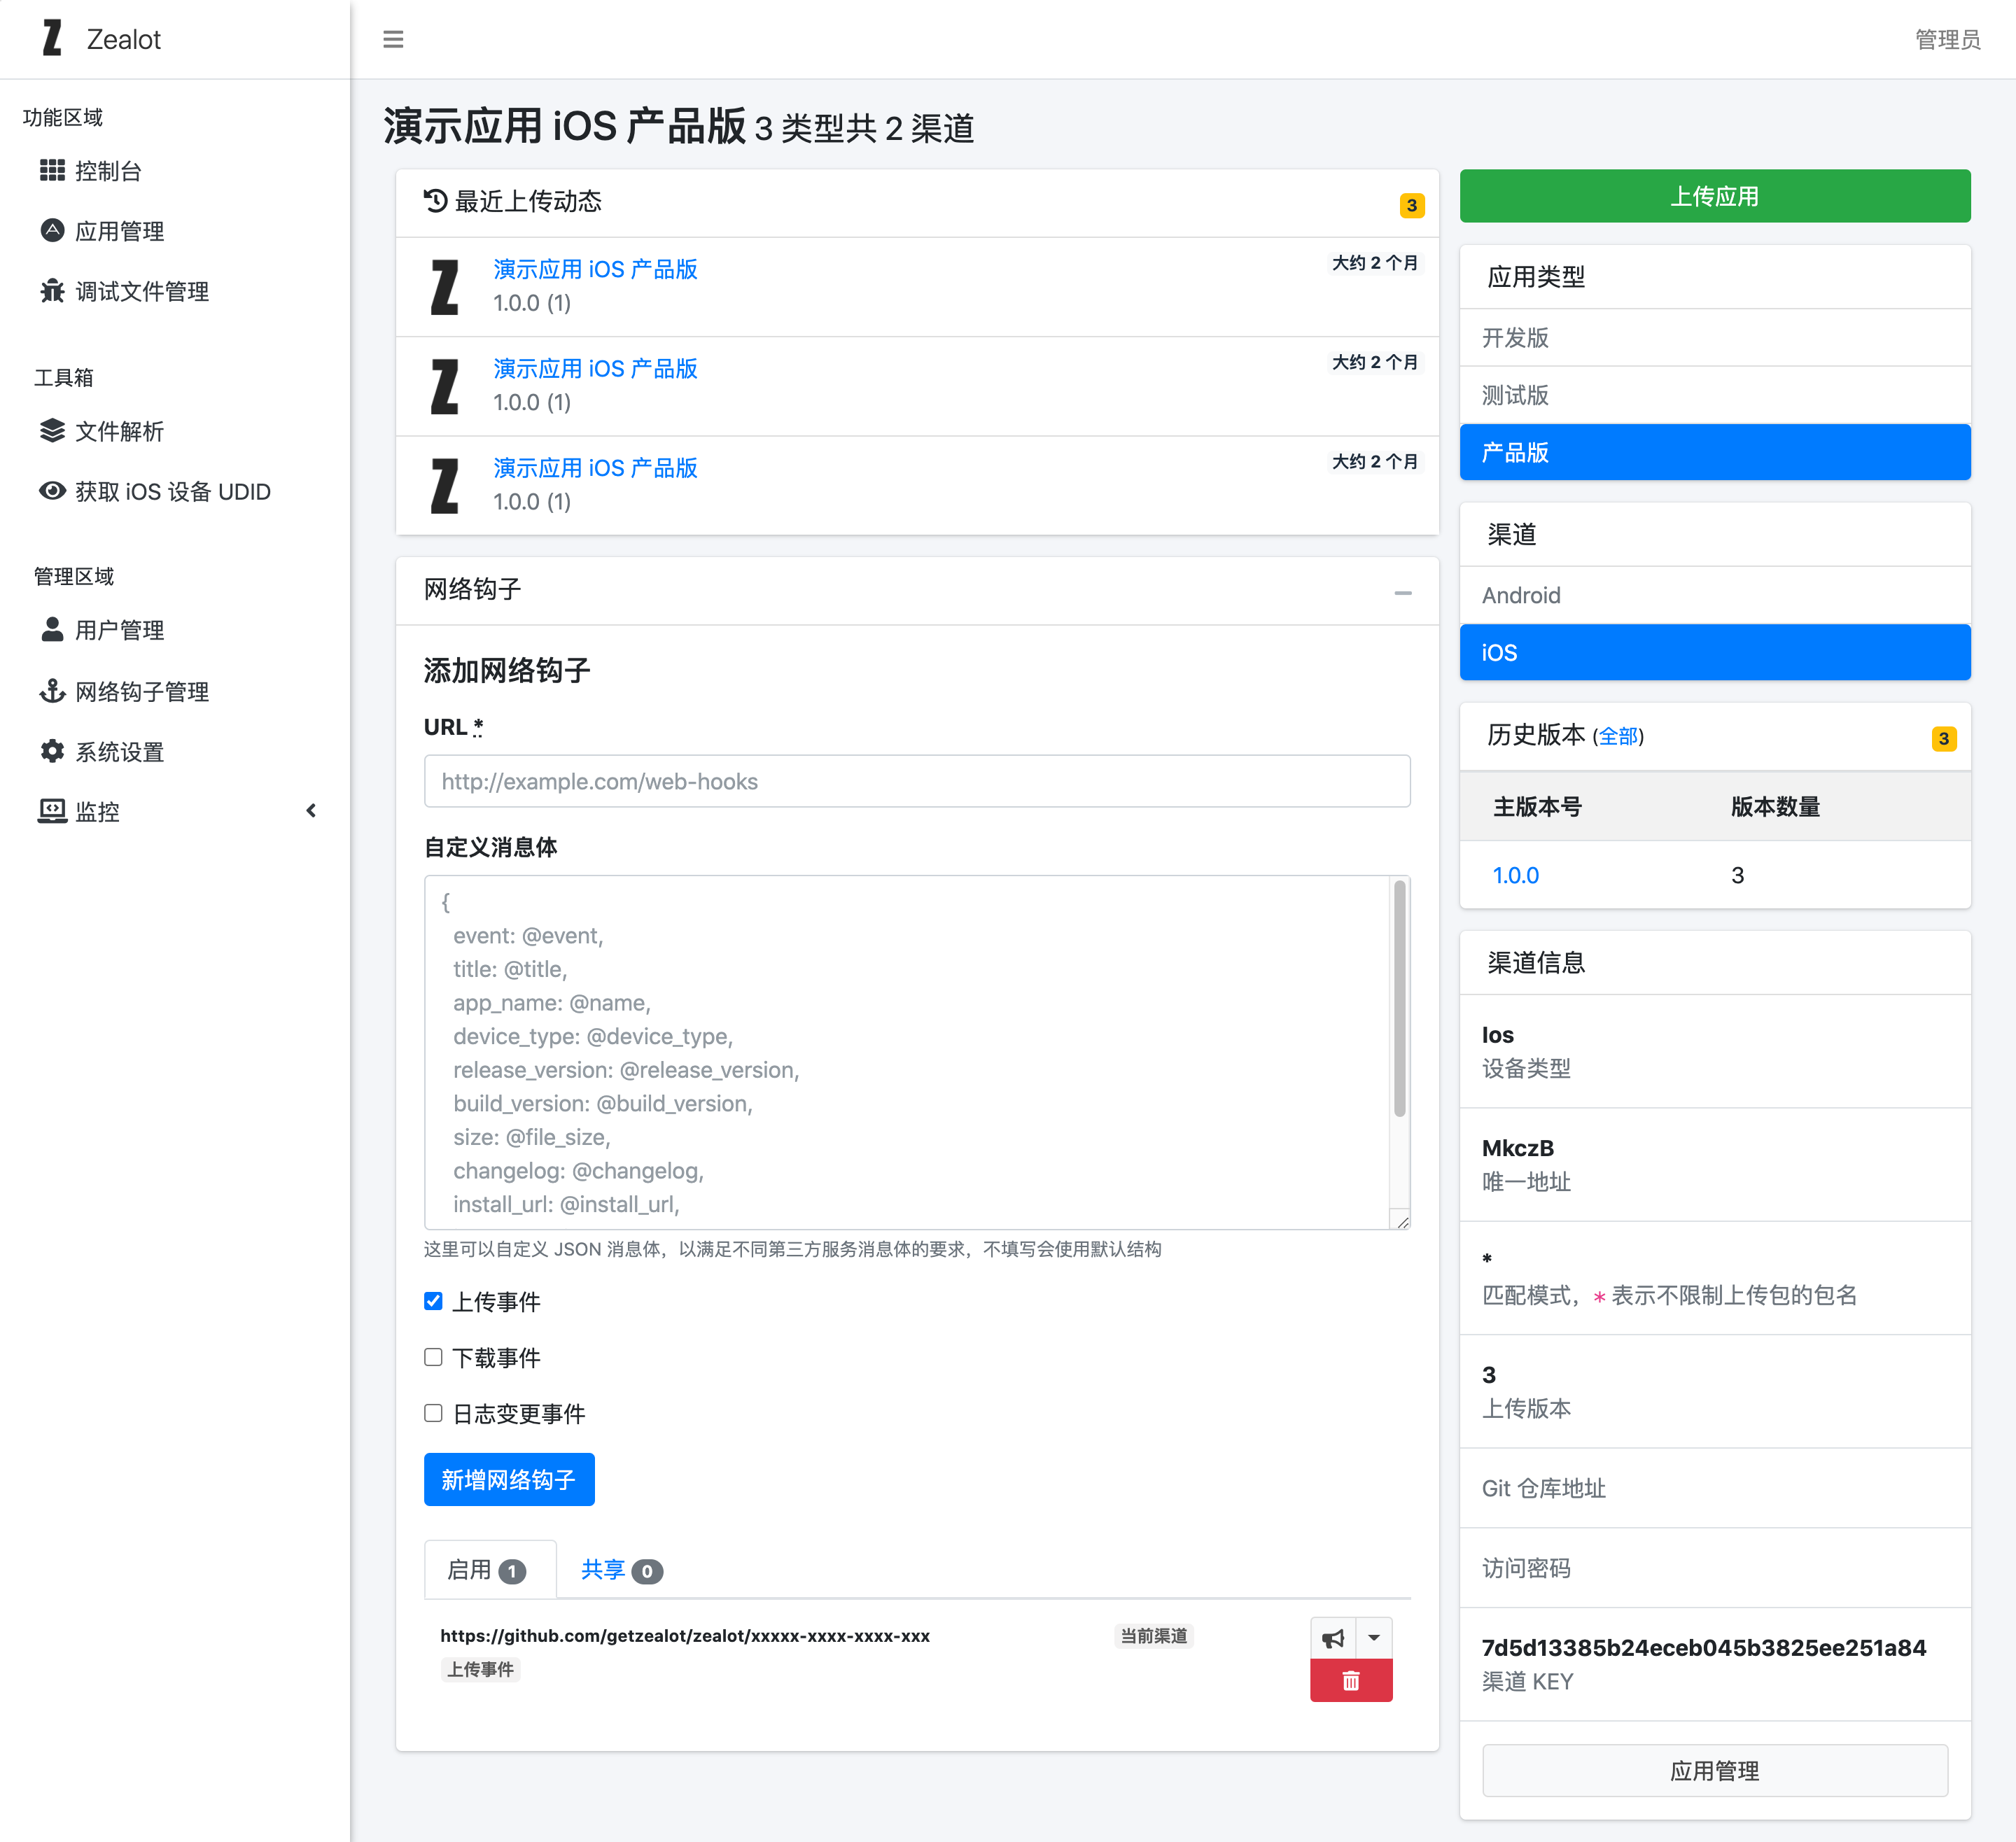 Zealot
管理员
功能区域
控制台
应用管理
调试文件管理
工具箱
文件解析
获取 iOS 设备 UDID
管理区域
用户管理
网络钩子管理
系统设置
监控
演示应用 iOS 产品版 3 类型共 2 渠道
最近上传动态
3
演示应用 iOS 产品版
大约 2 个月
1.0.0 (1)
演示应用 iOS 产品版
大约 2 个月
1.0.0 (1)
演示应用 iOS 产品版
大约 2 个月
1.0.0 (1)
网络钩子
添加网络钩子
URL *
http://example.com/web-hooks
自定义消息体
{
event: @event,
title: @title,
app_name: @name,
device_type: @device_type,
release_version: @release_version,
build_version: @build_version,
size: @file_size,
changelog: @changelog,
install_url: @install_url,
这里可以自定义 JSON 消息体，以满足不同第三方服务消息体的要求，不填写会使用默认结构
上传事件
下载事件
日志变更事件
新增网络钩子
启用 1
共享 0
https://github.com/getzealot/zealot/xxxxx-xxxx-xxxx-xxx
当前渠道
上传事件
上传应用
应用类型
开发版
测试版
产品版
渠道
Android
iOS
历史版本 (全部)
3
主版本号 版本数量
1.0.0 3
渠道信息
Ios
设备类型
MkczB
唯一地址
*
匹配模式，* 表示不限制上传包的包名
3
上传版本
Git 仓库地址
访问密码
7d5d13385b24eceb045b3825ee251a84
渠道 KEY
应用管理